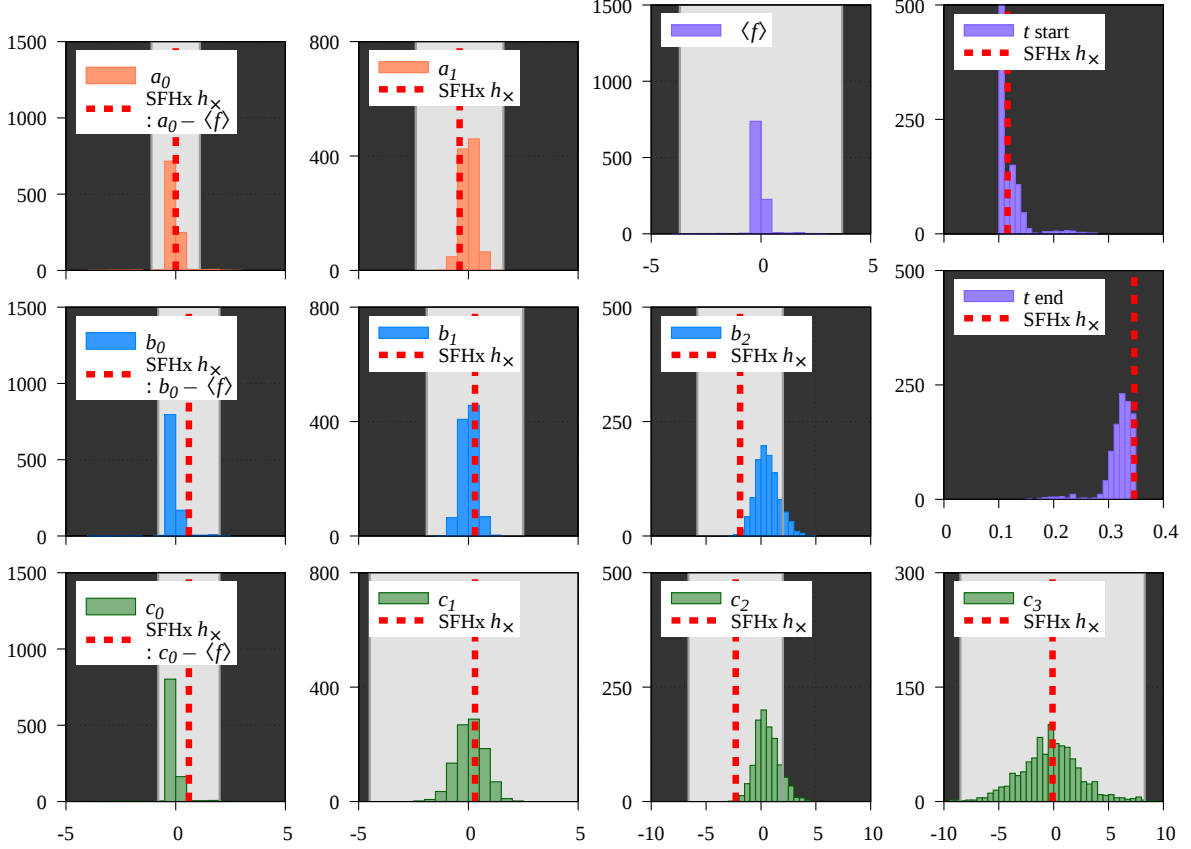 1500
1000
500
0
a0
SFHx h×
: a0 − ⟨f⟩
800
400
0
a1
SFHx h×
1500
1000
500
0
-5
0
5
⟨f⟩
500
250
0
t start
SFHx h×
1500
1000
500
0
b0
SFHx h×
: b0 − ⟨f⟩
800
400
0
b1
SFHx h×
500
250
0
b2
SFHx h×
500
250
0
0
0.1
0.2
0.3
0.4
t end
SFHx h×
1500
1000
500
0
-5
0
5
c0
SFHx h×
: c0 − ⟨f⟩
800
400
0
-5
0
5
c1
SFHx h×
500
250
0
-10
-5
0
5
10
c2
SFHx h×
300
150
0
-10
-5
0
5
10
c3
SFHx h×